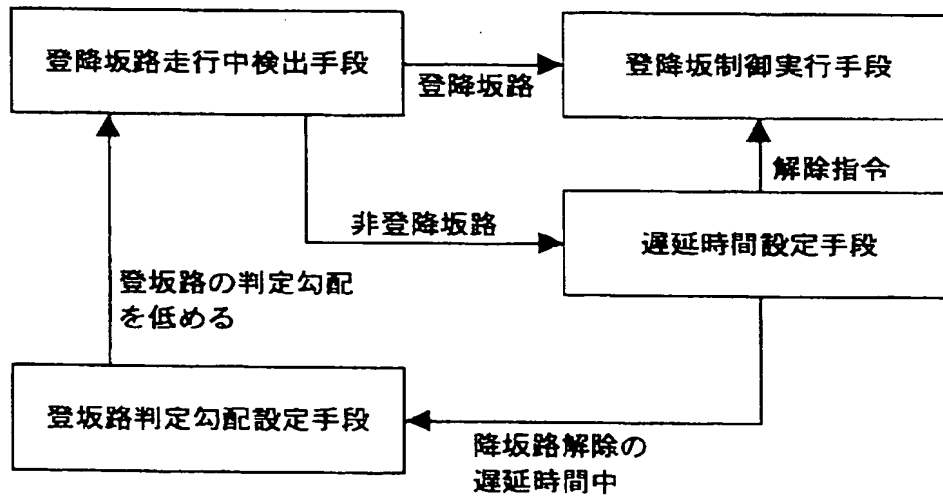 登降坂路走行中検出手段
登降坂路
登降坂制御実行手段
解除指令
非登降坂路
遅延時間設定手段
登坂路の判定勾配
を低める
登坂路判定勾配設定手段
降坂路解除の
遅延時間中